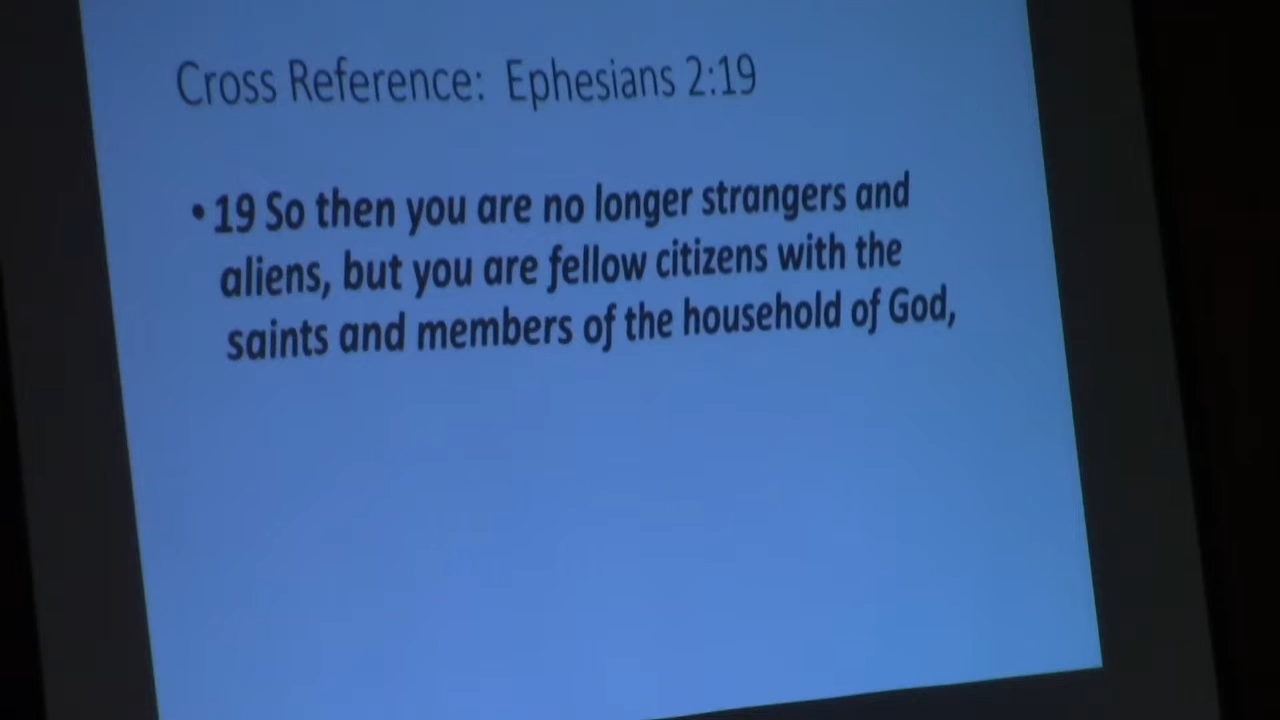 Cross Reference: Ephesians 2:19
• 19 So then you are no longer strangers and
aliens, but you are fellow citizens with the
saints and members of the household of God,